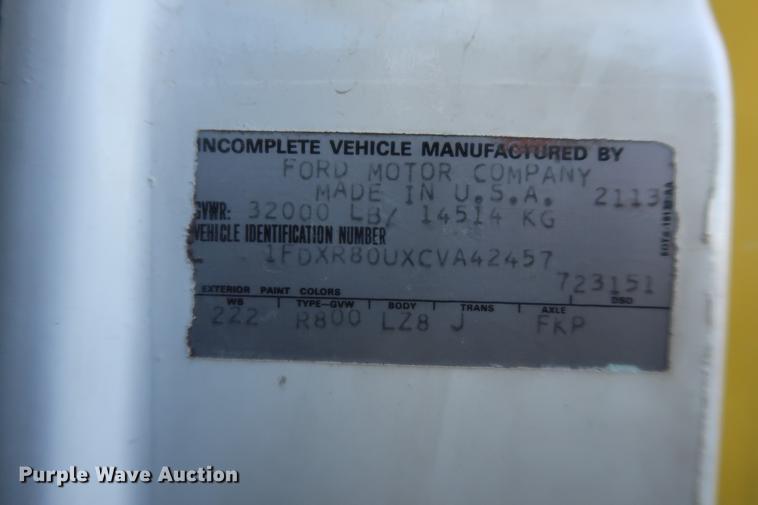 INCOMPLETE VEHICLE MANUFACTURED BY
FORD MOTOR COMPANY
MADE IN U.S.A. 2113
GVWR: 32000 LB/ 14514 KG
VEHICLE IDENTIFICATION NUMBER
1FDXR80UXCVA42457
723151
EXTERIOR PAINT COLORS DSO
WB TYPE-GVW BODY TRANS AXLE
222 R800 LZ8 J FKP
Purple Wave Auction